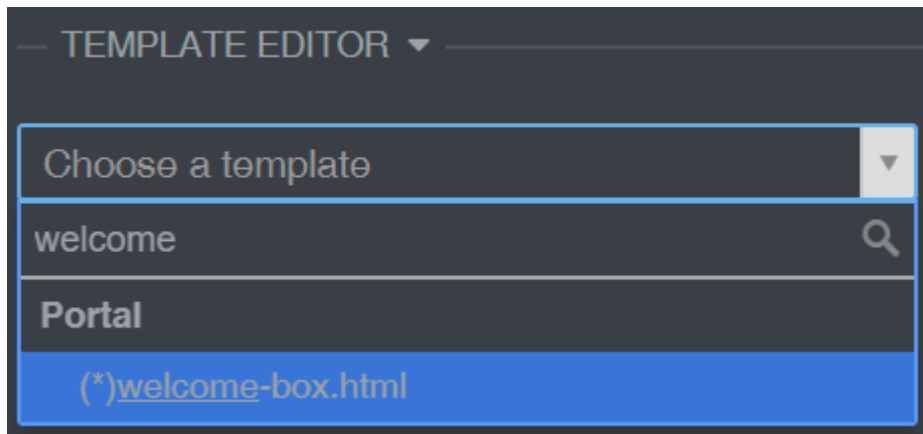 TEMPLATE EDITOR
Choose a template
welcome
Portal
(*)welcome-box.html